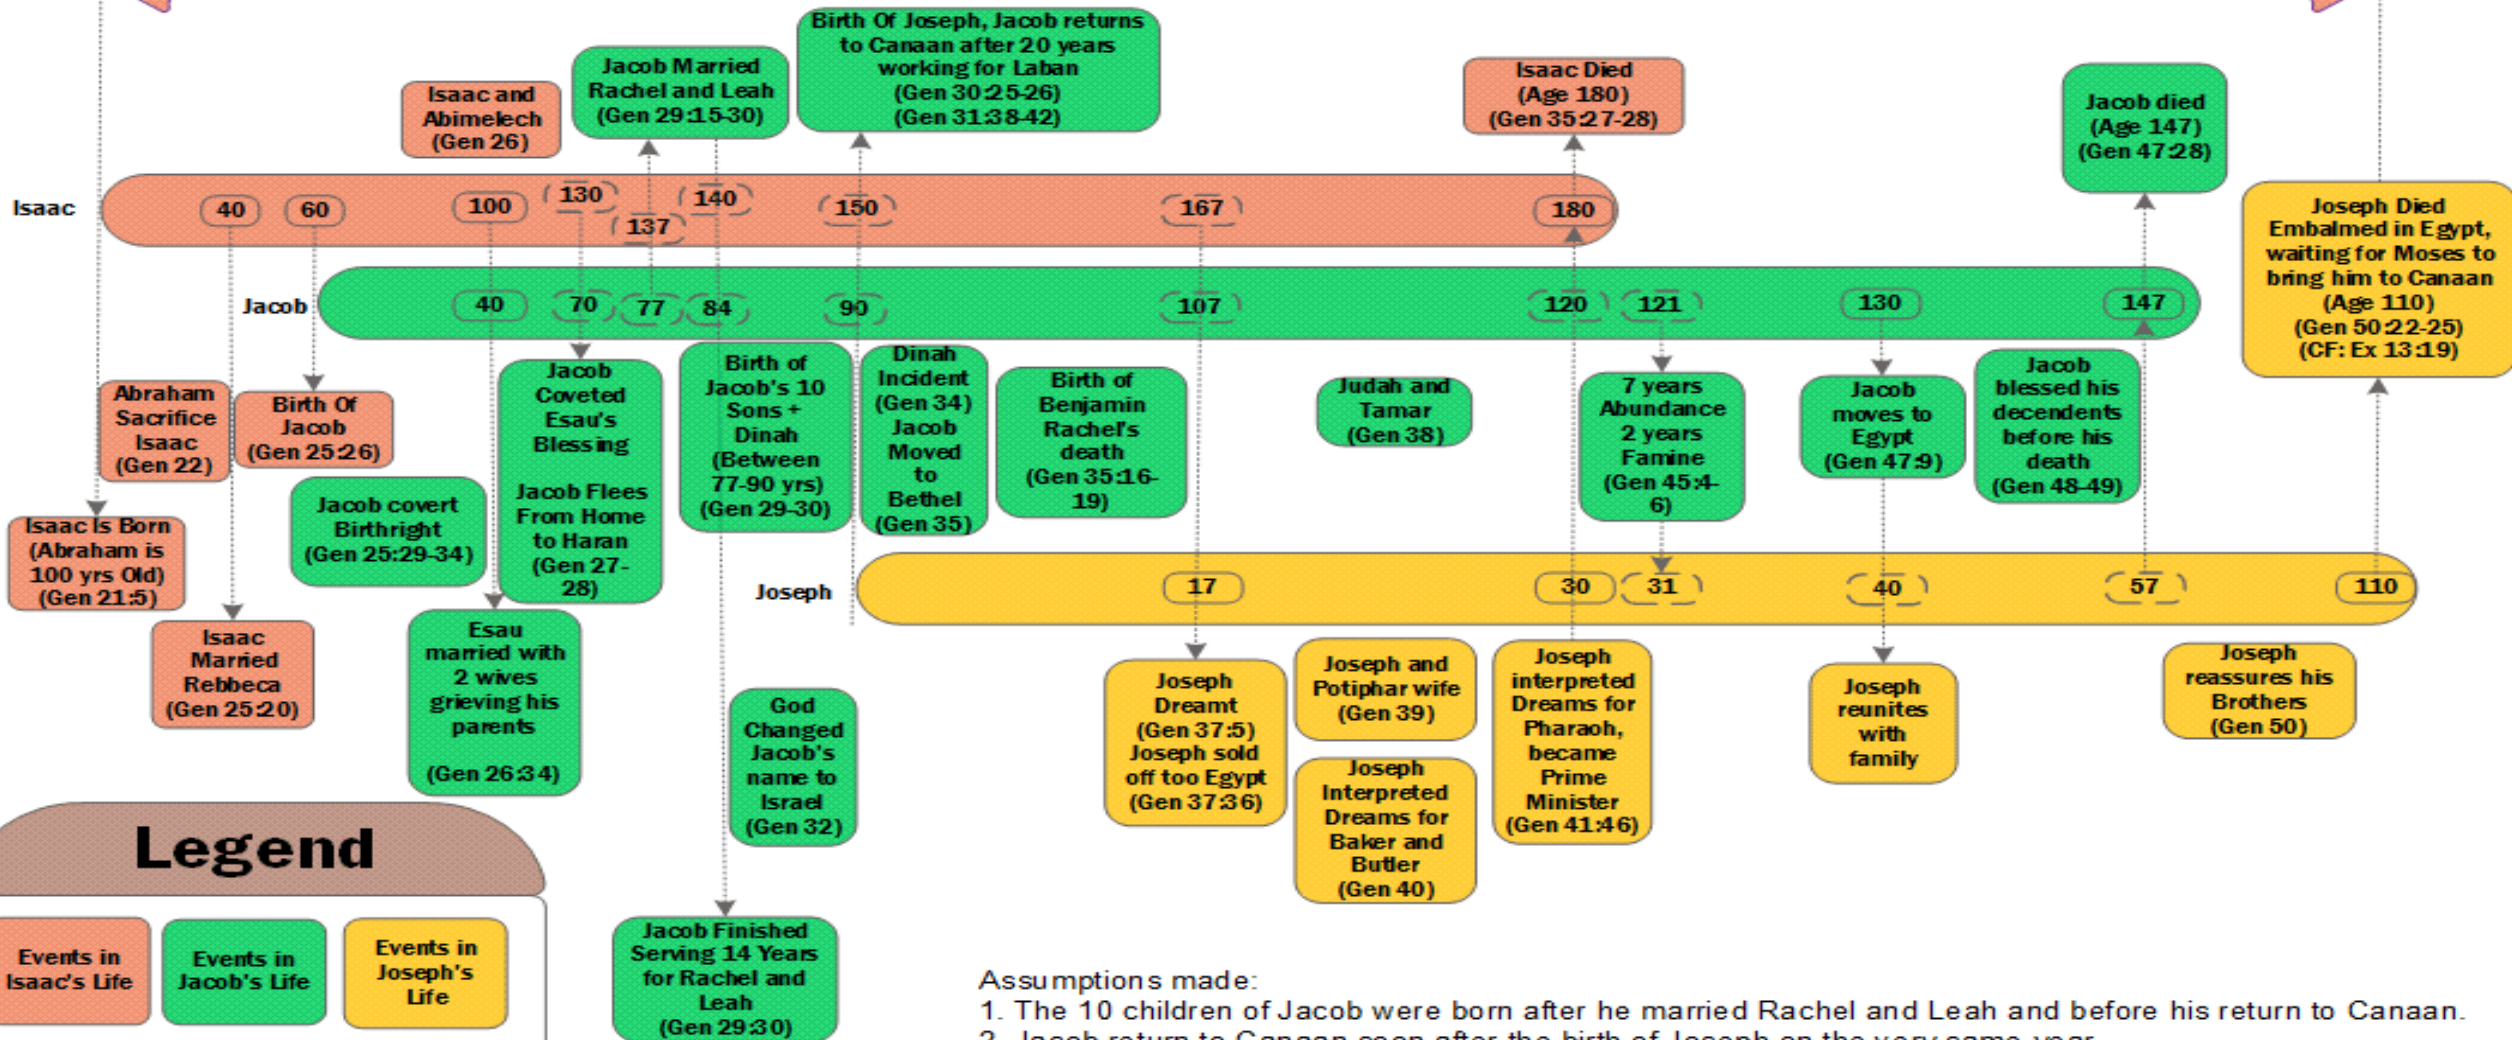 Birth Of Joseph, Jacob returns
to Canaan after 20 years
working for Laban
(Gen 30:25-26)
(Gen 31:38-42)
Jacob Married
Rachel and Leah
(Gen 29:15-30)
Isaac and
Abimelech
(Gen 26)
Isaac Died
(Age 180)
(Gen 35:27-28)
Jacob died
(Age 147)
(Gen 47:28)
Joseph Died
Embalmed in Egypt,
waiting for Moses to
bring him to Canaan
(Age 110)
(Gen 50:22-25)
(CF: Ex 13:19)
Isaac
40
60
100
130
137
140
150
167
180
Jacob
40
70
77
84
90
107
120
121
130
147
Abraham
Sacrifice
Isaac
(Gen 22)
Birth Of
Jacob
(Gen 25:26)
Jacob covert
Birthright
(Gen 25:29-34)
Jacob
Coveted
Esau's
Blessing
Jacob Flees
From Home
to Haran
(Gen 27-
28)
Birth of
Jacob's 10
Sons +
Dinah
(Between
77-90 yrs)
(Gen 29-30)
Dinah
Incident
(Gen 34)
Jacob
Moved
to
Bethel
(Gen 35)
Birth of
Benjamin
Rachel's
death
(Gen 35:16-
19)
Judah and
Tamar
(Gen 38)
7 years
Abundance
2 years
Famine
(Gen 45:4-
6)
Jacob
moves to
Egypt
(Gen 47:9)
Jacob
blessed his
decendents
before his
death
(Gen 48-49)
Isaac Is Born
(Abraham is
100 yrs Old)
(Gen 21:5)
Isaac
Married
Rebbeca
(Gen 25:20)
Esau
married with
2 wives
grieving his
parents
(Gen 26:34)
Joseph
17
30
31
40
57
110
God
Changed
Jacob's
name to
Israel
(Gen 32)
Joseph
Dreamt
(Gen 37:5)
Joseph sold
off too Egypt
(Gen 37:36)
Joseph and
Potiphar wife
(Gen 39)
Joseph
Interpreted
Dreams for
Baker and
Butler
(Gen 40)
Joseph
interpreted
Dreams for
Pharaoh,
became
Prime
Minister
(Gen 41:46)
Joseph
reunites
with
family
Joseph
reassures his
Brothers
(Gen 50)
Legend
Events in
Isaac's Life
Events in
Jacob's Life
Events in
Joseph's
Life
Jacob Finished
Serving 14 Years
for Rachel and
Leah
(Gen 29:30)
Assumptions made:
1. The 10 children of Jacob were born after he married Rachel and Leah and before his return to Canaan.
2. Jacob return to Canaan soon after the birth of Joseph on the very same year